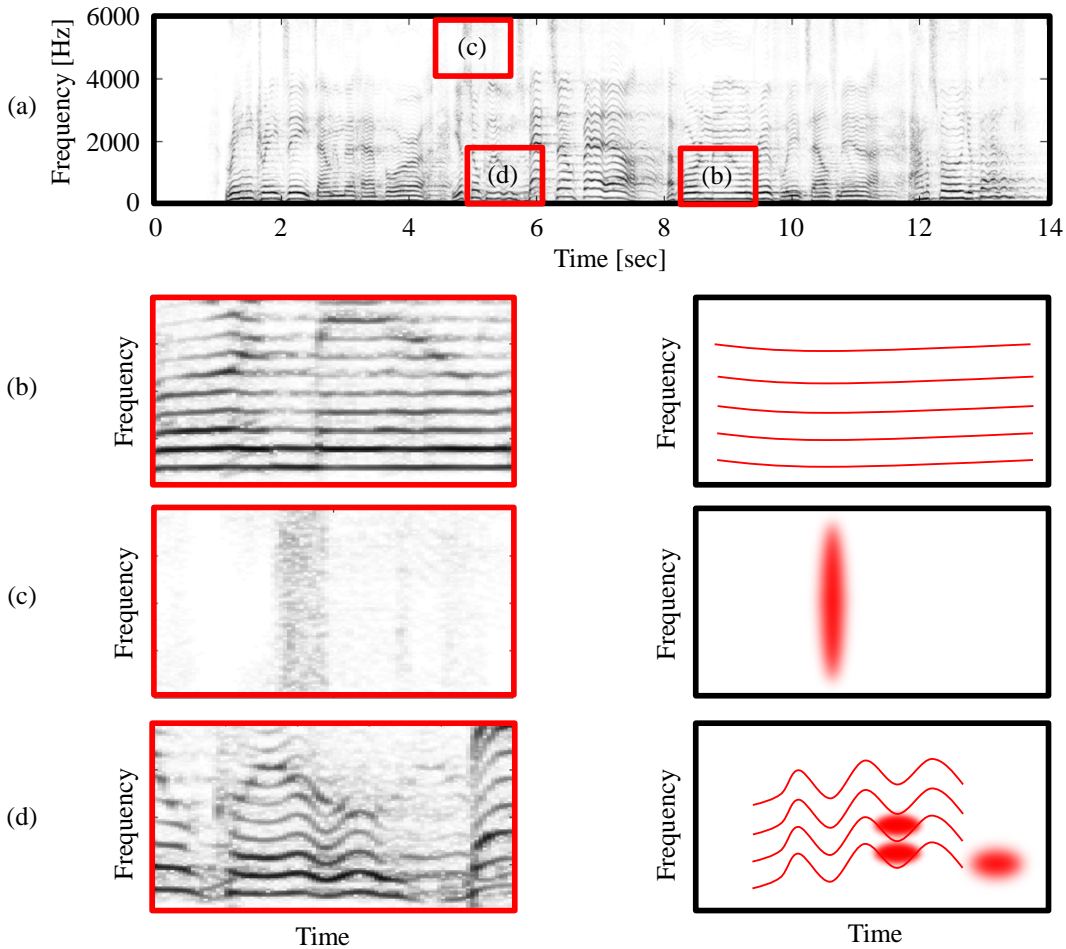 6000
(c)
4000
(a)
Frequency [Hz]
2000
(d)
(b)
0
0 2 4 6 8 10 12 14
Time [sec]
(b)
Frequency
Frequency
(c)
Frequency
Frequency
(d)
Frequency
Frequency
Time
Time